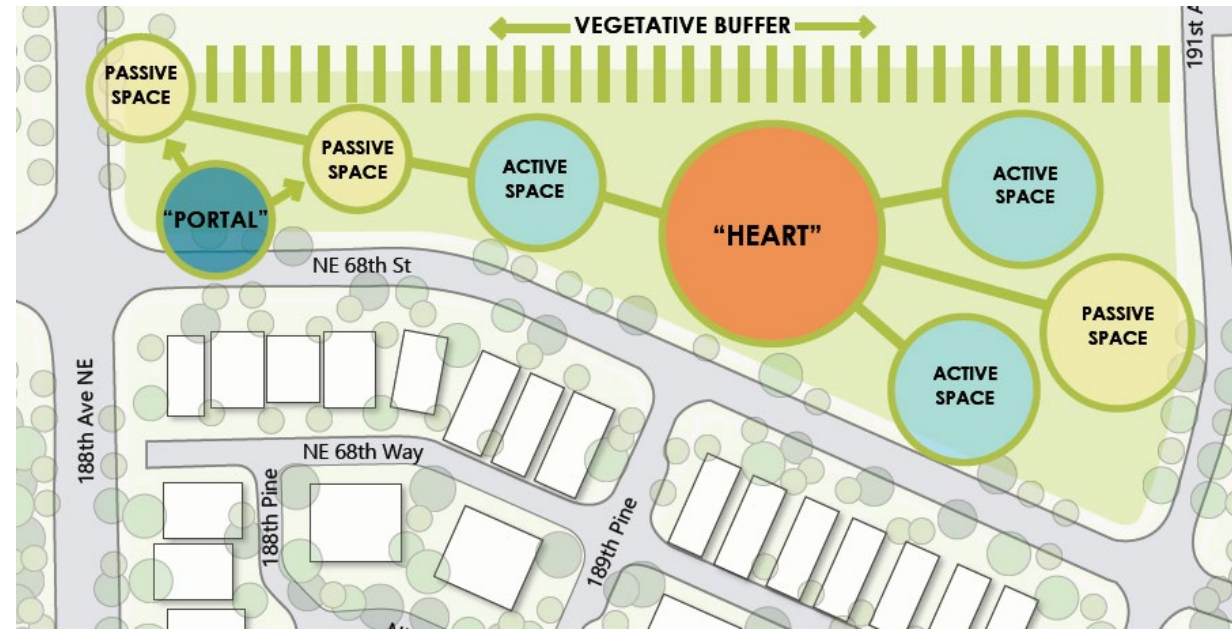 VEGETATIVE BUFFER
191st A
PASSIVE
SPACE
PASSIVE
SPACE
ACTIVE
SPACE
ACTIVE
SPACE
"PORTAL"
"HEART"
NE 68th St
PASSIVE
SPACE
ACTIVE
SPACE
188th Ave NE
NE 68th Way
188th Pine
189th Pine